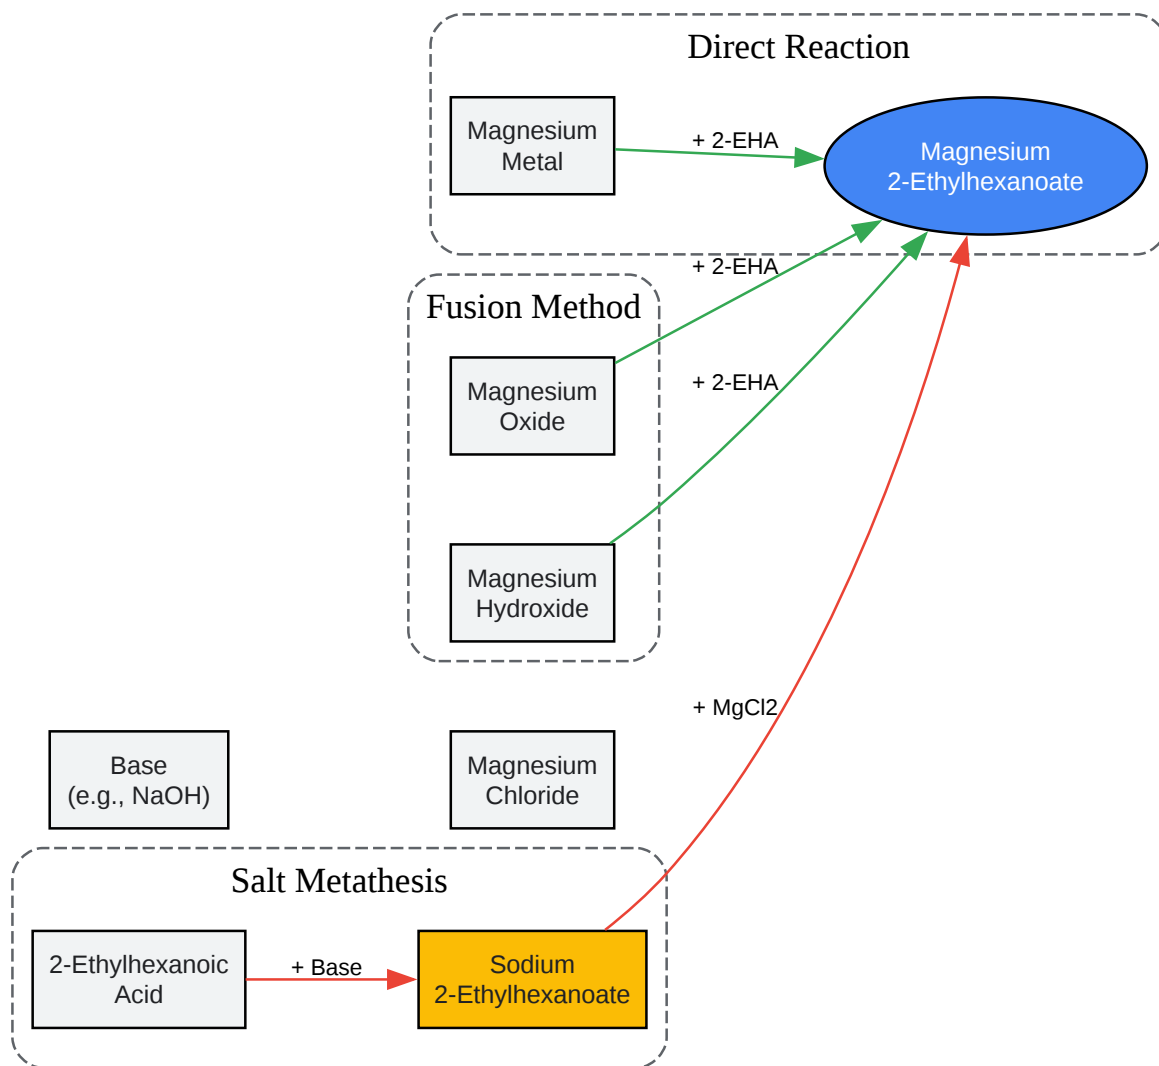 Direct Reaction
Magnesium
Metal
+ 2-EHA
Magnesium
2-Ethylhexanoate
+ 2-EHA
Fusion Method
Magnesium
Oxide
+ 2-EHA
Magnesium
Hydroxide
+ MgCl2
Base
(e.g., NaOH)
Magnesium
Chloride
Salt Metathesis
2-Ethylhexanoic
Acid
+ Base
Sodium
2-Ethylhexanoate